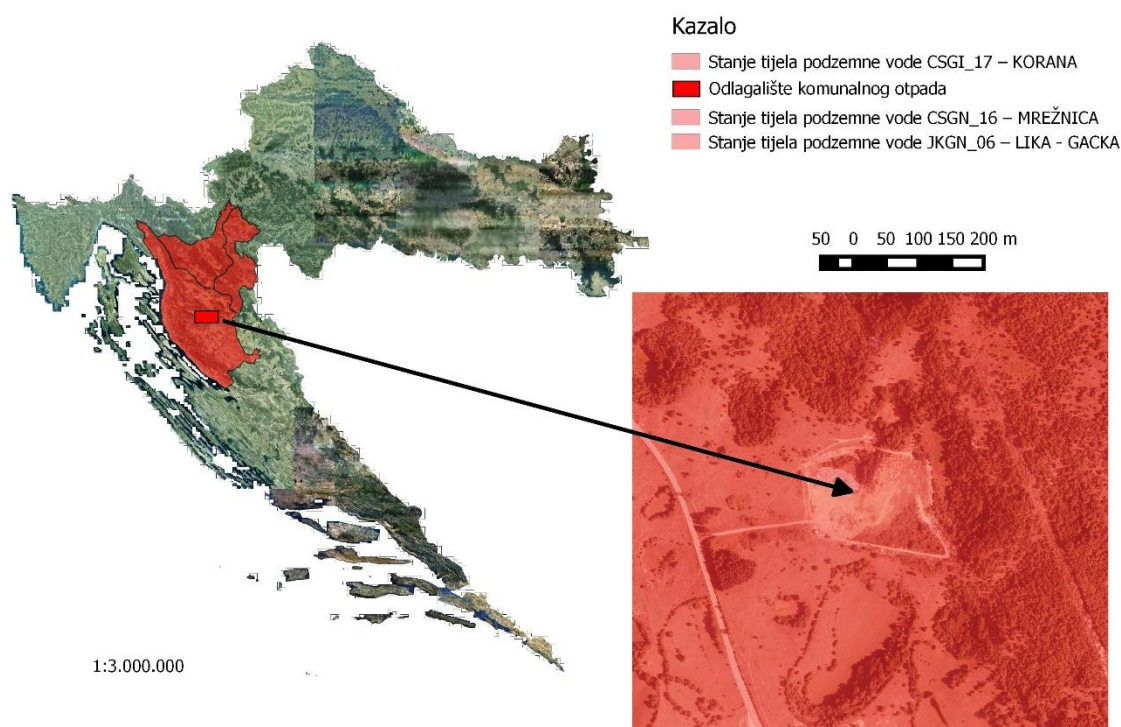 Kazalo
Stanje tijela podzemne vode CSGI_17 – KORANA
Odlagalište komunalnog otpada
Stanje tijela podzemne vode CSGN_16 – MREŽNICA
Stanje tijela podzemne vode JKGN_06 – LIKA - GACKA
50 0 50 100 150 200 m
1:3.000.000